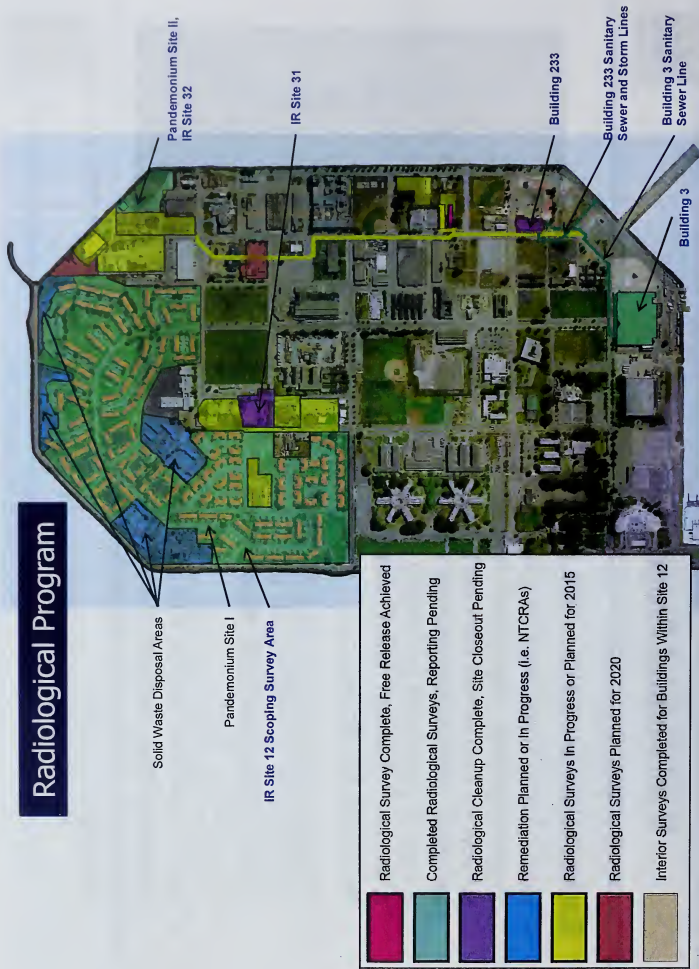 Radiological Program
Solid Waste Disposal Areas
Pandemonium Site I
IR Site 12 Scoping Survey Area
Pandemonium Site II,
IR Site 32
IR Site 31
Building 233
Building 233 Sanitary
Sewer and Storm Lines
Building 3 Sanitary
Sewer Line
Building 3
Radiological Survey Complete, Free Release Achieved
Completed Radiological Surveys, Reporting Pending
Radiological Cleanup Complete, Site Closeout Pending
Remediation Planned or In Progress (i.e. NTCRAs)
Radiological Surveys In Progress or Planned for 2015
Radiological Surveys Planned for 2020
Interior Surveys Completed for Buildings Within Site 12